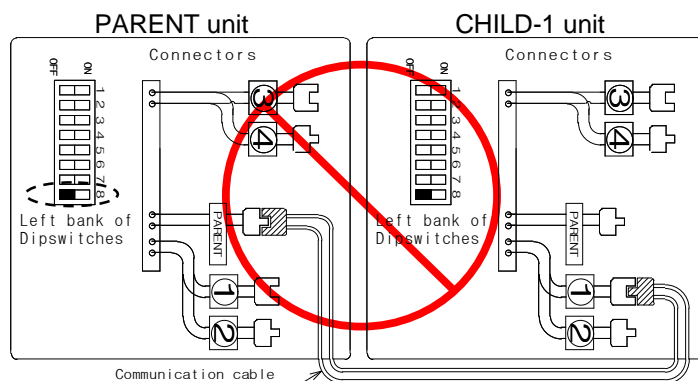 PARENT unit
Connectors
OFF
ON
1
2
3
4
5
6
7
8
Left bank of
Dipswitches
3
4
PARENT
1
2
CHILD-1 unit
Connectors
OFF
ON
1
2
3
4
5
6
7
8
Left bank of
Dipswitches
3
4
PARENT
1
2
Communication cable